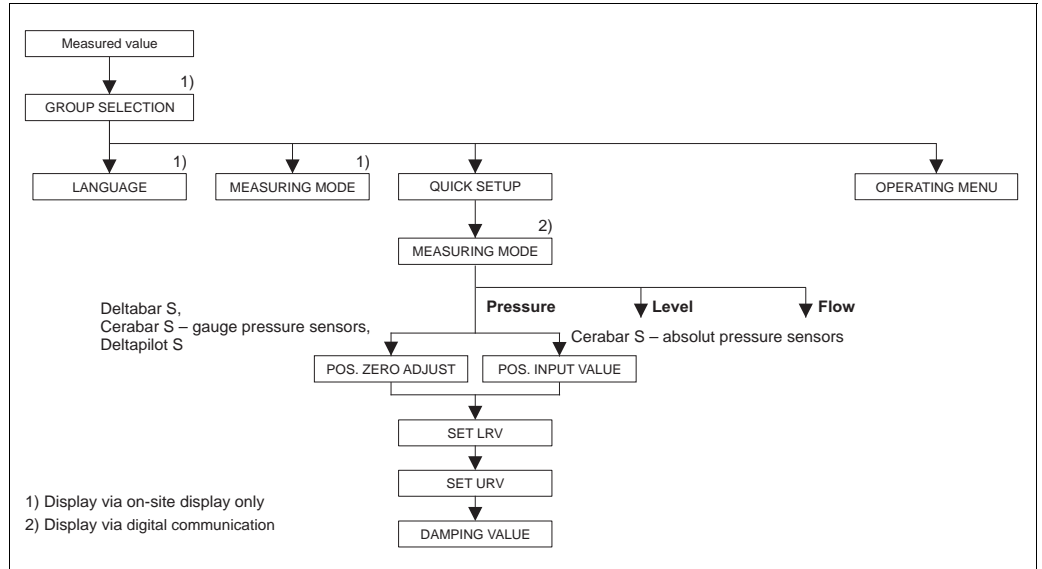 Measured value
1)
GROUP SELECTION
1)
1)
LANGUAGE
MEASURING MODE
QUICK SETUP
OPERATING MENU
2)
MEASURING MODE
Deltabar S,
Cerabar S – gauge pressure sensors,
Deltapilot S
Pressure
Level
Flow
Cerabar S – absolut pressure sensors
POS. ZERO ADJUST
POS. INPUT VALUE
SET LRV
SET URV
DAMPING VALUE
1) Display via on-site display only
2) Display via digital communication